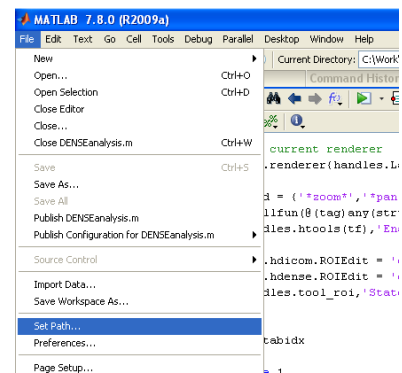 MATLAB 7.8.0 (R2009a)
File Edit Text Go Cell Tools Debug Parallel Desktop Window Help
New
Open... Ctrl+O
Open Selection Ctrl+D
Close Editor
Close...
Close DENSEanalysis.m Ctrl+W
Save Ctrl+S
Save As...
Save All
Publish DENSEanalysis.m
Publish Configuration for DENSEanalysis.m
Source Control
Import Data...
Save Workspace As...
Set Path...
Preferences...
Page Setup...
Current Directory: C:\Work
Command Histor
current renderer
.renderer(handles.L
d = {'*zoom*','*pan
llfun(@(tag)any(str
dles.htools(tf),'En
.hdicom.ROIEdit = '
.hdense.ROIEdit = '
dles.tool_roi,'Stat
tabidx